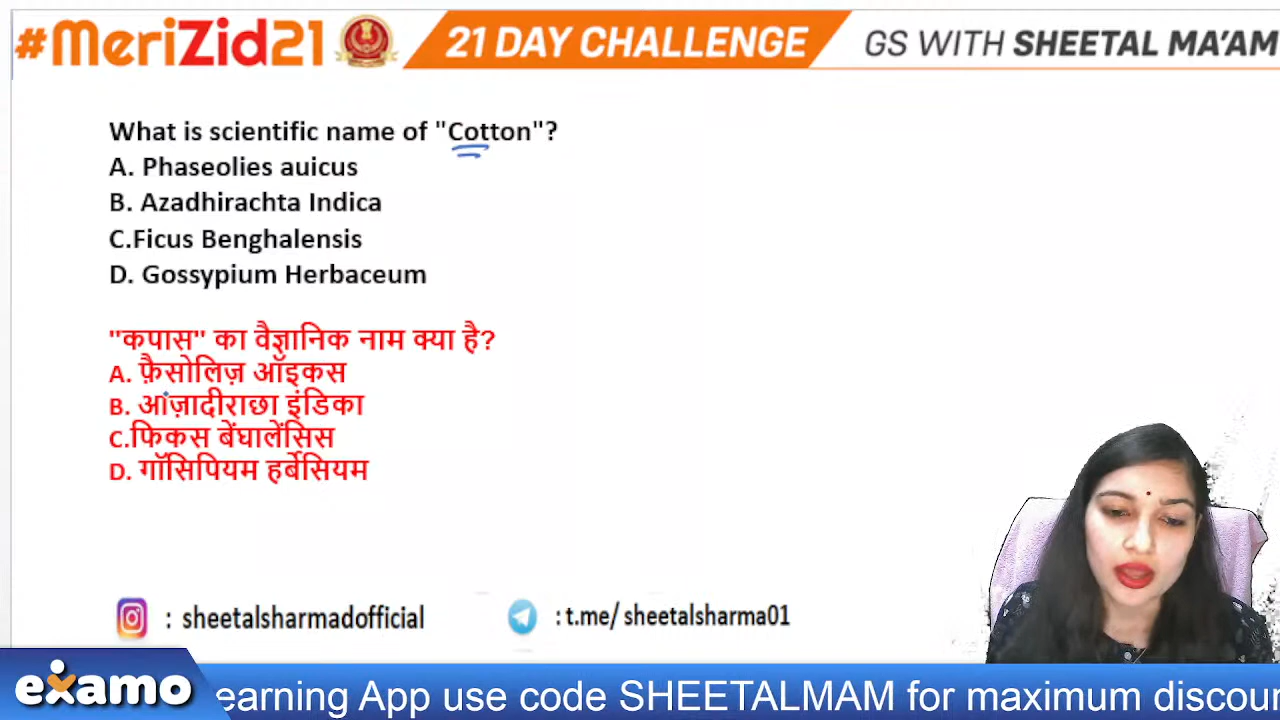 #MeriZid21
21 DAY CHALLENGE
GS WITH SHEETAL MA'AM
What is scientific name of "Cotton"?
A. Phaseolies auicus
B. Azadhirachta Indica
C.Ficus Benghalensis
D. Gossypium Herbaceum
"कपास" का वैज्ञानिक नाम क्या है?
A. फ़ैसोलिज़ ऑइकस
B. आज़ादीराछा इंडिका
C.फिकस बेंघालेंसिस
D. गॉसिपियम हर्बेसियम
: sheetalsharmadofficial
: t.me/ sheetalsharma01
examo
earning App use code SHEETALMAM for maximum discour